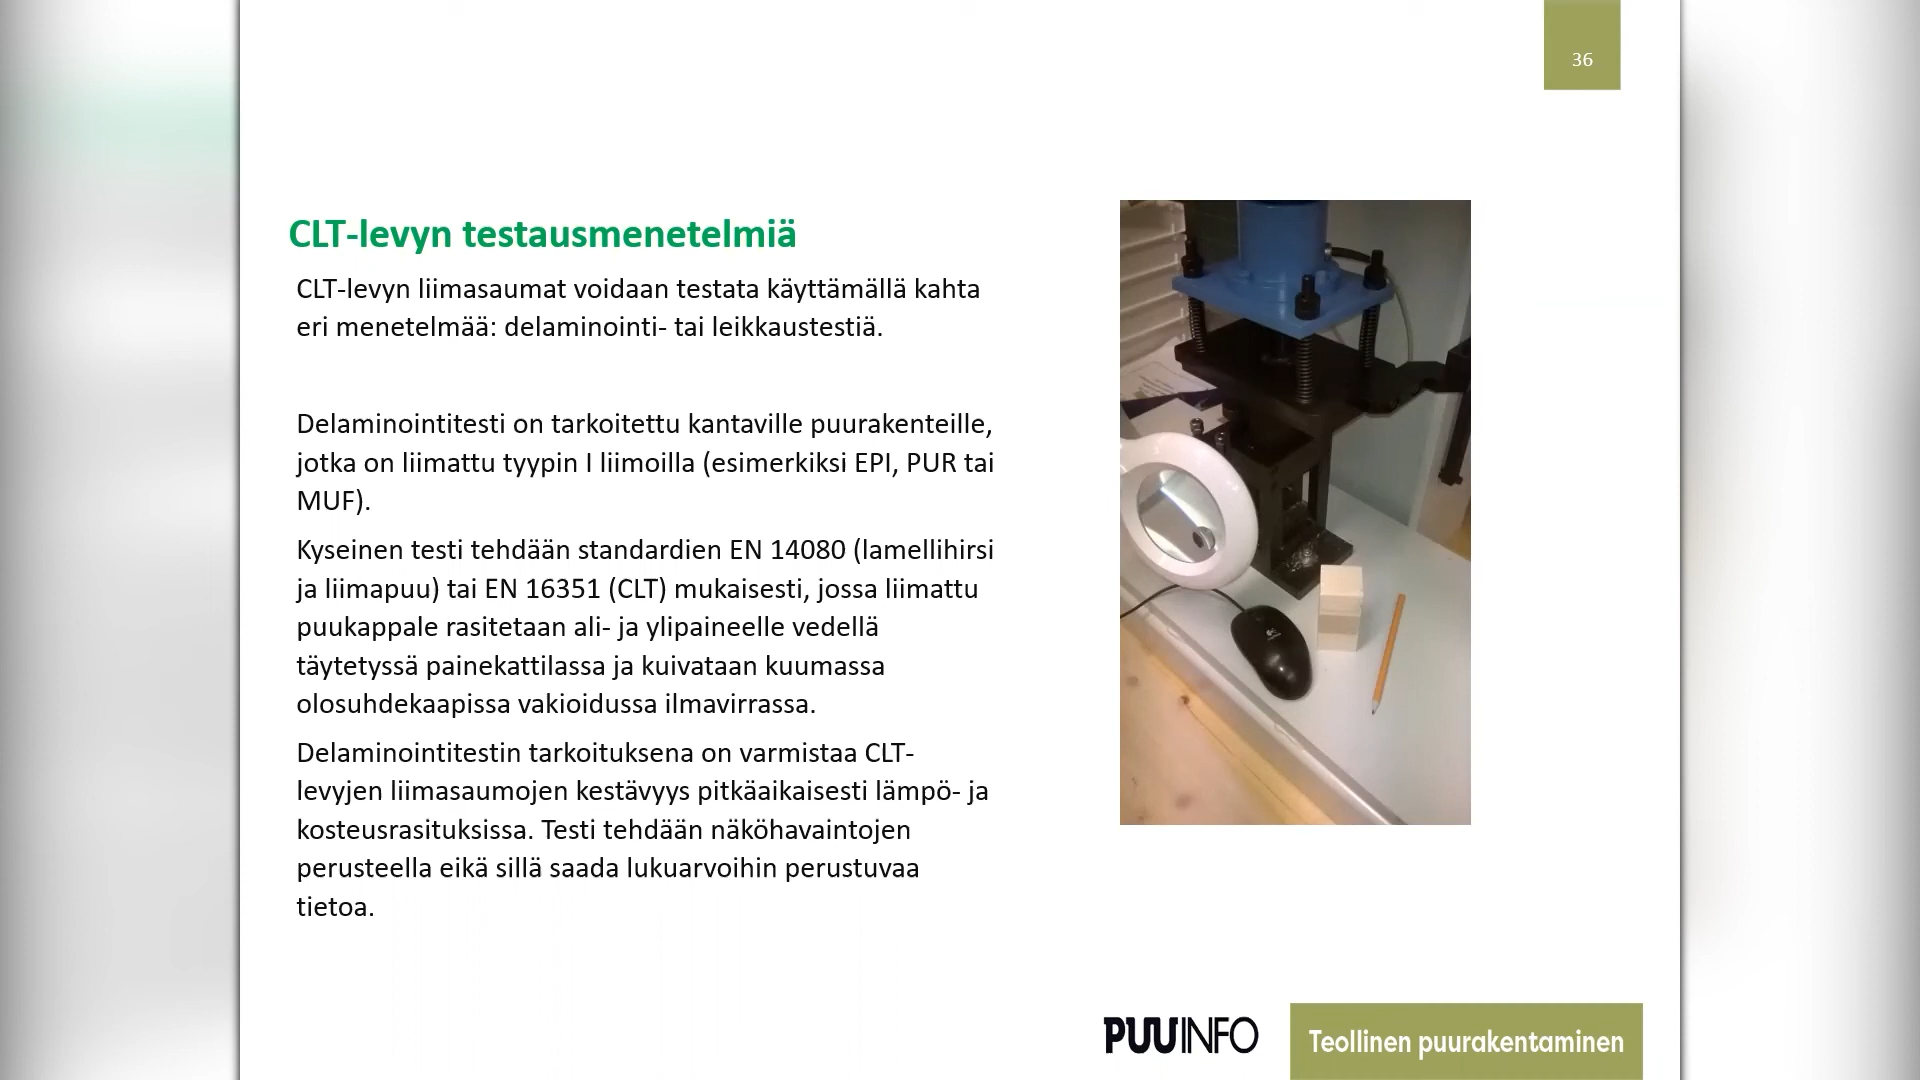 36
CLT-levyn testausmenetelmiä
CLT-levyn liimasaumat voidaan testata käyttämällä kahta
eri menetelmää: delaminointi- tai leikkaustestiä.
Delaminointitesti on tarkoitettu kantaville puurakenteille,
jotka on liimattu tyypin I liimoilla (esimerkiksi EPI, PUR tai
MUF).
Kyseinen testi tehdään standardien EN 14080 (lamellihirsi
ja liimapuu) tai EN 16351 (CLT) mukaisesti, jossa liimattu
puukappale rasitetaan ali- ja ylipaineelle vedellä
täytetyssä painekattilassa ja kuivataan kuumassa
olosuhdekaapissa vakioidussa ilmavirrassa.
Delaminointitestin tarkoituksena on varmistaa CLT-
levyjen liimasaumojen kestävyys pitkäaikaisesti lämpö- ja
kosteusrasituksissa. Testi tehdään näköhavaintojen
perusteella eikä sillä saada lukuarvoihin perustuvaa
tietoa.
PUUINFO
Teollinen puurakentaminen